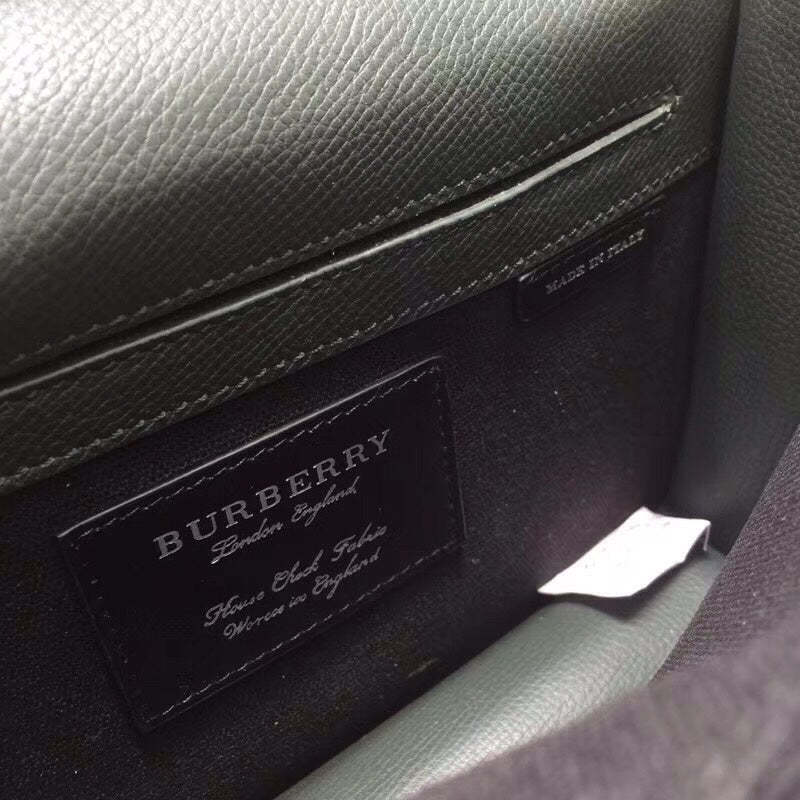 MADE IN ITALY
BURBERRY
London England
House Check Fabric
Woven in England